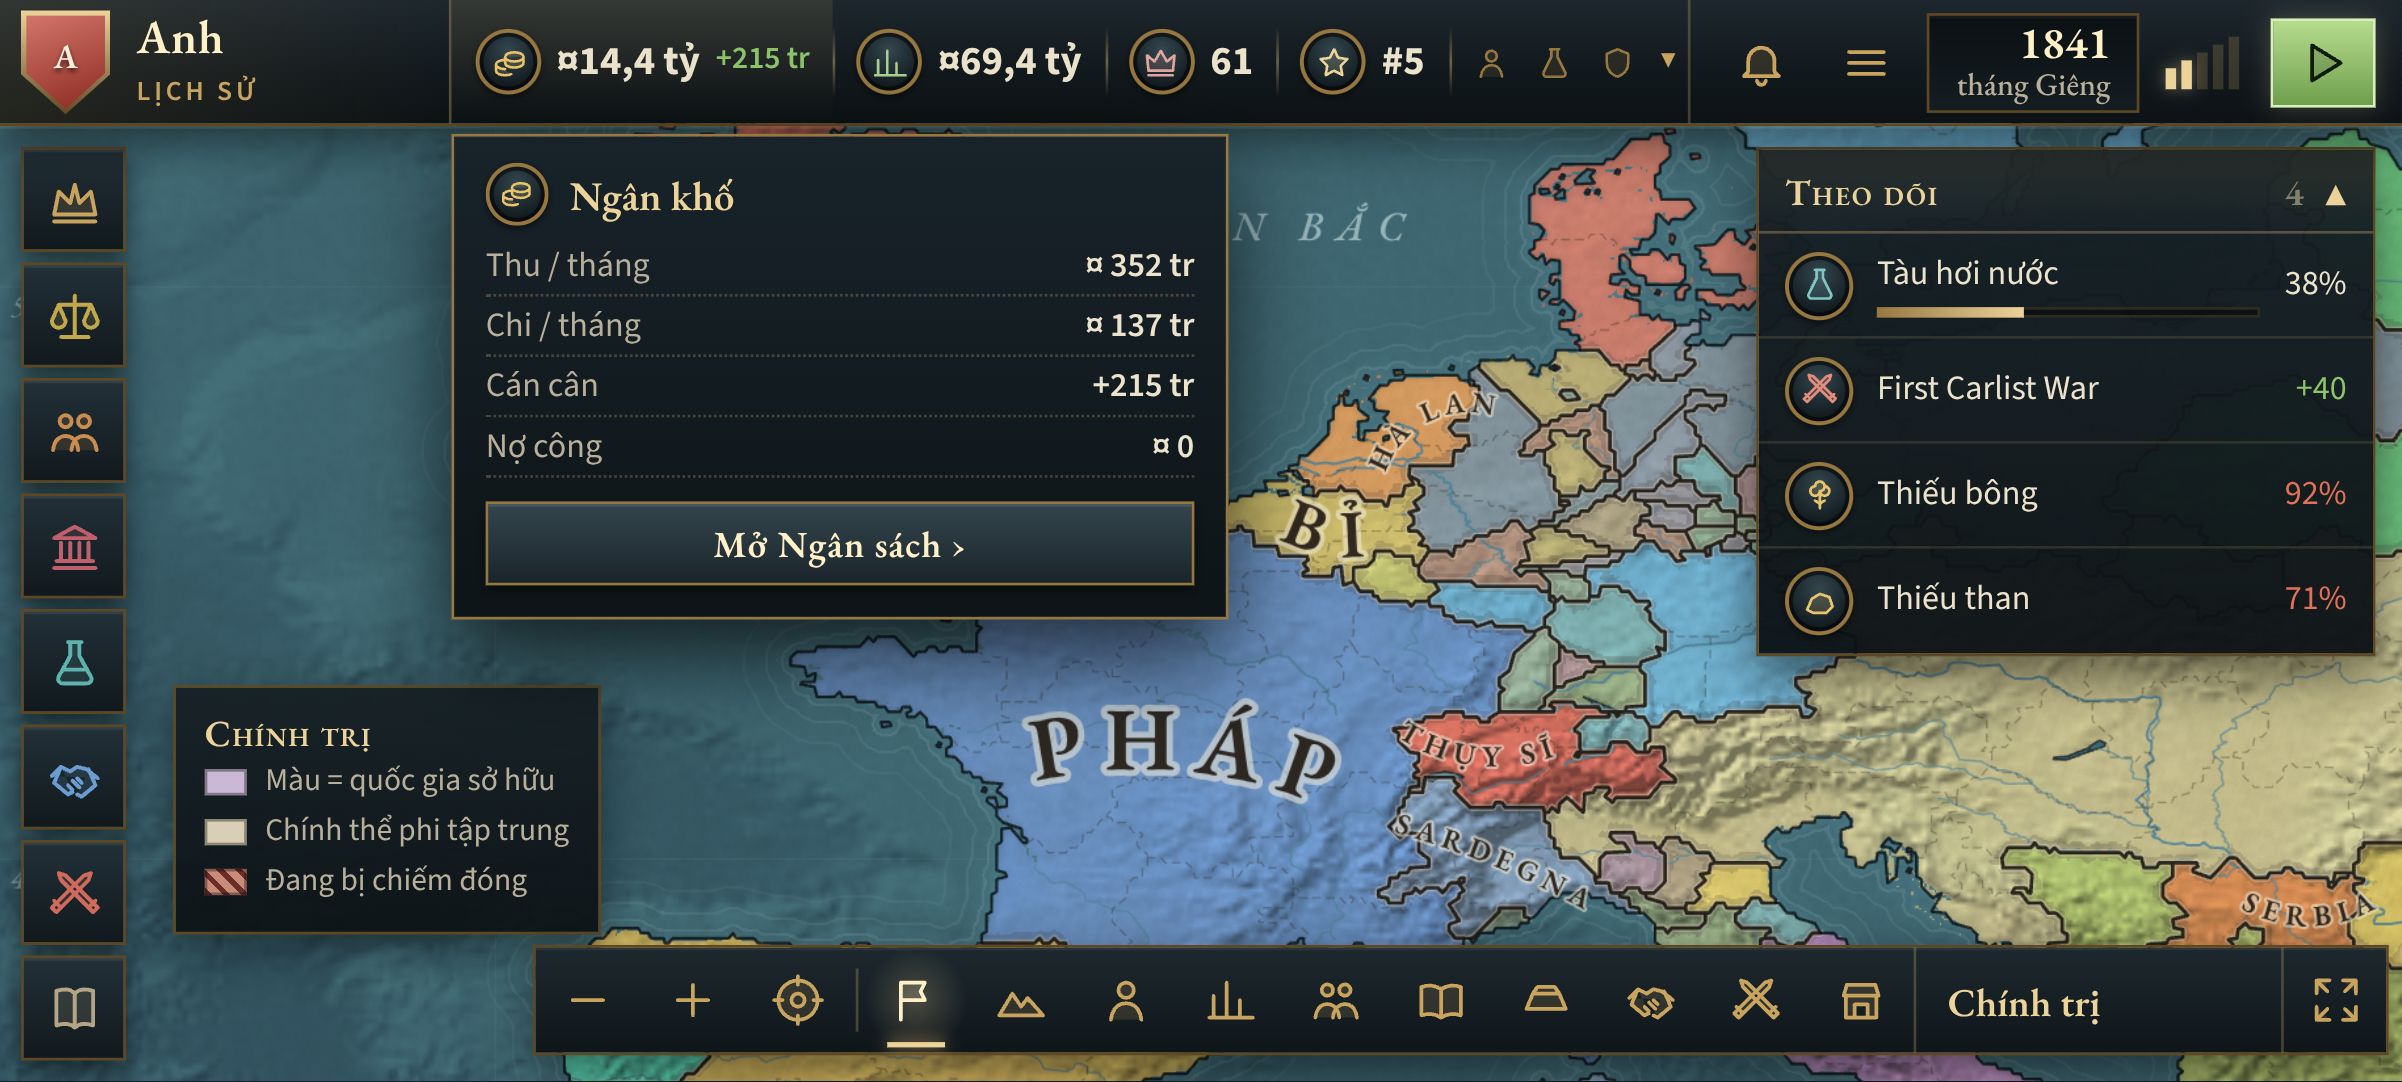 A
Anh
LỊCH SỬ
¤14,4 tỷ +215 tr
¤69,4 tỷ
61
#5
1841
tháng Giêng
Ngân khố
Thu / tháng ¤ 352 tr
Chi / tháng ¤ 137 tr
Cán cân +215 tr
Nợ công ¤ 0
Mở Ngân sách ›
N BẮC
Theo dõi 4 ▲
Tàu hơi nước 38%
First Carlist War +40
Thiếu bông 92%
Thiếu than 71%
HÀ LAN
BỈ
PHÁP
THỤY SĨ
SARDEGNA
SERBIA
Chính trị
Màu = quốc gia sở hữu
Chính thể phi tập trung
Đang bị chiếm đóng
Chính trị